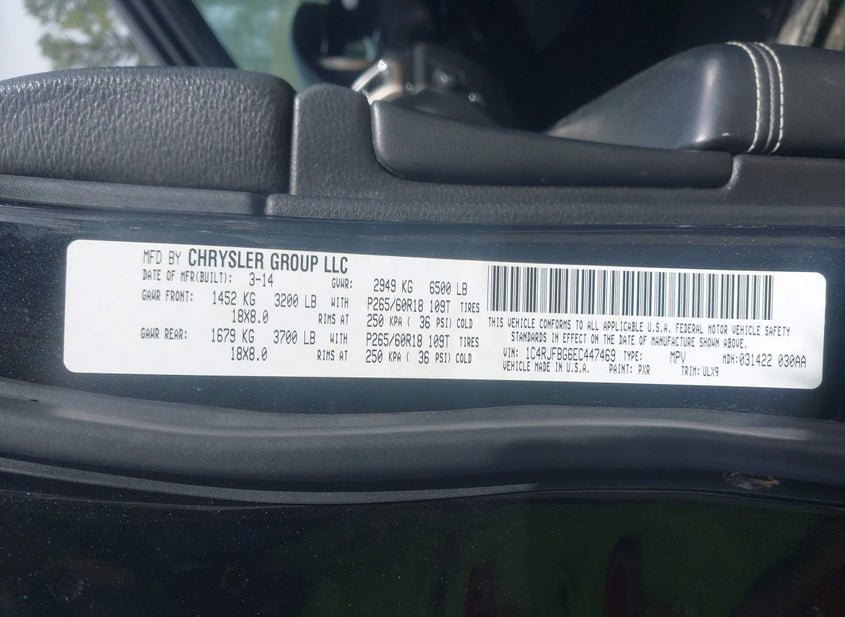 MFD BY CHRYSLER GROUP LLC
DATE OF MFR(BUILT): 3-14 GVWR: 2949 KG 6500 LB
GAWR FRONT: 1452 KG 3200 LB WITH P265/60R18 109T TIRES
18X8.0 RIMS AT 250 KPA ( 36 PSI) COLD
GAWR REAR: 1679 KG 3700 LB WITH P265/60R18 109T TIRES
18X8.0 RIMS AT 250 KPA ( 36 PSI) COLD
THIS VEHICLE CONFORMS TO ALL APPLICABLE U.S.A. FEDERAL MOTOR VEHICLE SAFETY
STANDARDS IN EFFECT ON THE DATE OF MANUFACTURE SHOWN ABOVE.
VIN: 1C4RJFBG6EC447469 TYPE: MPV MDH:031422 030AA
VEHICLE MADE IN U.S.A. PAINT: PXR TRIM: ULX9